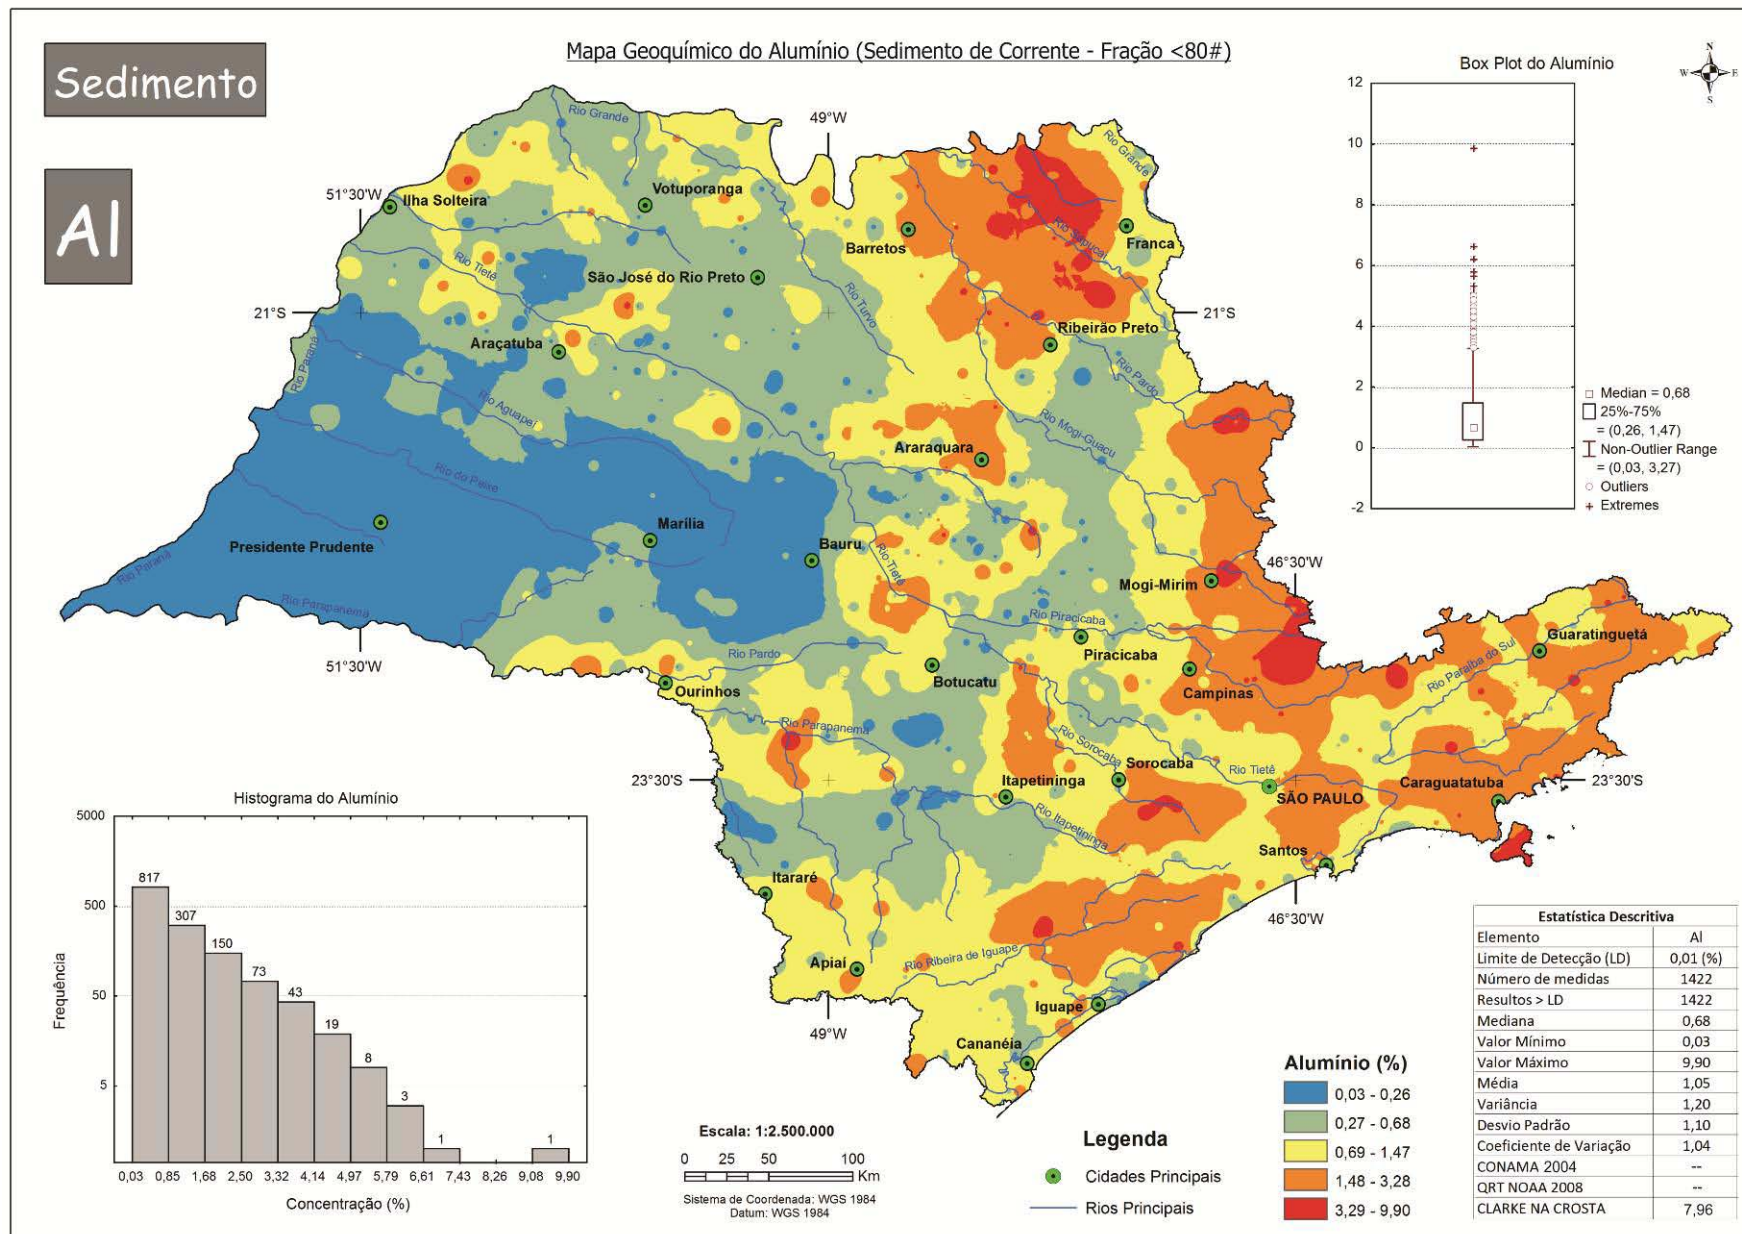 Mapa Geoquímico do Alumínio (Sedimento de Corrente - Fração <80#)
Sedimento
Al
Box Plot do Alumínio
N
W
E
S
12
10
8
6
4
2
0
-2
Median = 0,68
25%-75%
= (0,26, 1,47)
Non-Outlier Range
= (0,03, 3,27)
Outliers
Extremes
49°W
51°30'W
21°S
21°S
46°30'W
51°30'W
23°30'S
23°30'S
46°30'W
49°W
Rio Grande
Rio Grande
Votuporanga
Ilha Solteira
Barretos
Franca
Rio Sapucaí
Rio Tietê
São José do Rio Preto
Rio Turvo
Ribeirão Preto
Araçatuba
Rio Paraná
Rio Pardo
Rio Aguapeí
Rio Mogi-Guacu
Araraquara
Rio do Peixe
Marília
Presidente Prudente
Bauru
Rio Tietê
Rio Paraná
Mogi-Mirim
Rio Parapanema
Rio Piracicaba
Guaratinguetá
Piracicaba
Rio Pardo
Rio Paraíba do Sul
Botucatu
Ourinhos
Campinas
Rio Parapanema
Rio Sorocaba
Sorocaba
Itapetininga
Rio Tietê
SÃO PAULO
Caraguatatuba
Rio Itapetininga
Santos
Itararé
Apiaí
Rio Ribeira de Iguape
Iguape
Cananéia
Histograma do Alumínio
5000
500
50
5
Frequência
817
307
150
73
43
19
8
3
1
1
0,03 0,85 1,68 2,50 3,32 4,14 4,97 5,79 6,61 7,43 8,26 9,08 9,90
Concentração (%)
Escala: 1:2.500.000
0 25 50 100
Km
Sistema de Coordenada: WGS 1984
Datum: WGS 1984
Legenda
Cidades Principais
Rios Principais
Alumínio (%)
0,03 - 0,26
0,27 - 0,68
0,69 - 1,47
1,48 - 3,28
3,29 - 9,90
Estatística Descritiva
Elemento Al
Limite de Detecção (LD) 0,01 (%)
Número de medidas 1422
Resultos > LD 1422
Mediana 0,68
Valor Mínimo 0,03
Valor Máximo 9,90
Média 1,05
Variância 1,20
Desvio Padrão 1,10
Coeficiente de Variação 1,04
CONAMA 2004 --
QRT NOAA 2008 --
CLARKE NA CROSTA 7,96